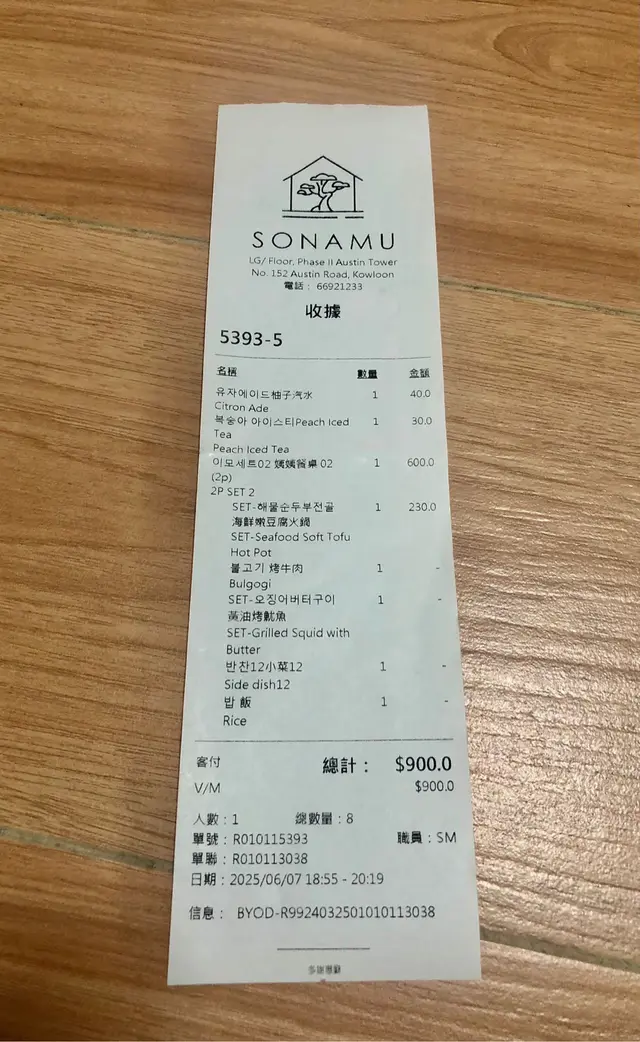 SONAMU
LG/ Floor, Phase II Austin Tower
No. 152 Austin Road, Kowloon
電話： 66921233
收據
5393-5
名稱 數量 金額
유자에이드柚子汽水 1 40.0
Citron Ade
복숭아 아이스티Peach Iced 1 30.0
Tea
Peach Iced Tea
이모세트02 姨姨餐桌 02 1 600.0
(2p)
2P SET 2
SET-해물순두부전골 1 230.0
海鮮嫩豆腐火鍋
SET-Seafood Soft Tofu
Hot Pot
불고기 烤牛肉 1 -
Bulgogi
SET-오징어버터구이 1 -
黃油烤魷魚
SET-Grilled Squid with
Butter
반찬12小菜12 1 -
Side dish12
밥 飯 1 -
Rice
客付 總計： $900.0
V/M $900.0
人數：1 總數量：8
單號：R010115393 職員：SM
單聯：R010113038
日期：2025/06/07 18:55 - 20:19
信息： BYOD-R9924032501010113038
多謝惠顧